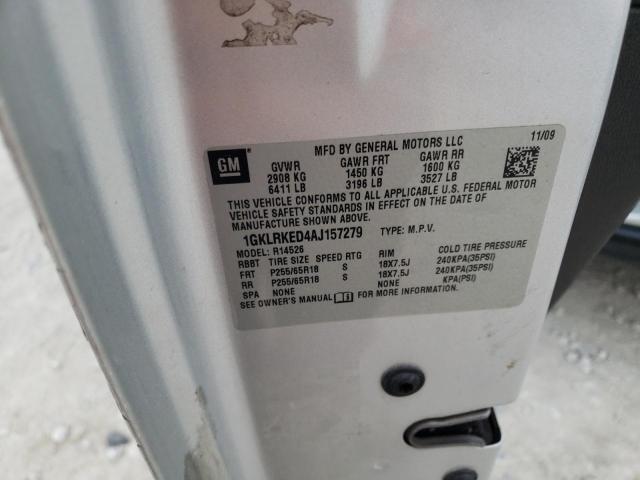 MFD BY GENERAL MOTORS LLC 11/09
GM GVWR GAWR FRT GAWR RR
2908 KG 1450 KG 1600 KG
6411 LB 3196 LB 3527 LB
THIS VEHICLE CONFORMS TO ALL APPLICABLE U.S. FEDERAL MOTOR
VEHICLE SAFETY STANDARDS IN EFFECT ON THE DATE OF
MANUFACTURE SHOWN ABOVE.
1GKLRKED4AJ157279 TYPE: M.P.V.
MODEL: R14526
RBBT TIRE SIZE SPEED RTG RIM COLD TIRE PRESSURE
FRT P255/65R18 S 18X7.5J 240KPA(35PSI)
RR P255/65R18 S 18X7.5J 240KPA(35PSI)
SPA NONE NONE KPA(PSI)
SEE OWNER'S MANUAL FOR MORE INFORMATION.